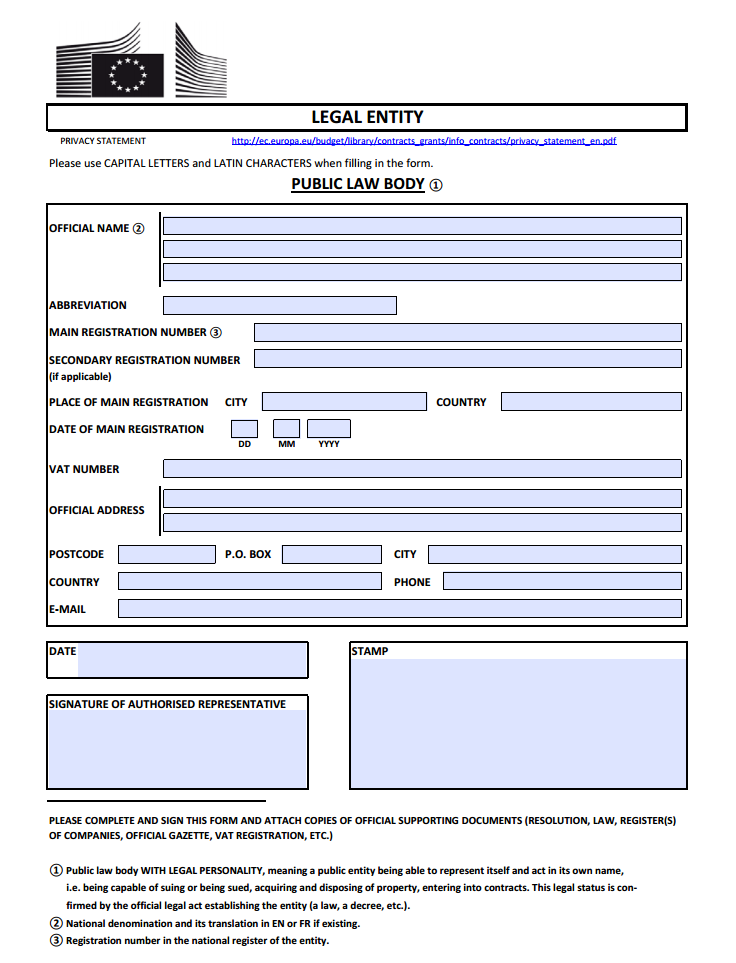 LEGAL ENTITY
PRIVACY STATEMENT http://ec.europa.eu/budget/library/contracts_grants/info_contracts/privacy_statement_en.pdf
Please use CAPITAL LETTERS and LATIN CHARACTERS when filling in the form.
PUBLIC LAW BODY ①
OFFICIAL NAME ②
ABBREVIATION
MAIN REGISTRATION NUMBER ③
SECONDARY REGISTRATION NUMBER
(if applicable)
PLACE OF MAIN REGISTRATION CITY COUNTRY
DATE OF MAIN REGISTRATION
DD MM YYYY
VAT NUMBER
OFFICIAL ADDRESS
POSTCODE P.O. BOX CITY
COUNTRY PHONE
E-MAIL
DATE STAMP
SIGNATURE OF AUTHORISED REPRESENTATIVE
PLEASE COMPLETE AND SIGN THIS FORM AND ATTACH COPIES OF OFFICIAL SUPPORTING DOCUMENTS (RESOLUTION, LAW, REGISTER(S)
OF COMPANIES, OFFICIAL GAZETTE, VAT REGISTRATION, ETC.)
① Public law body WITH LEGAL PERSONALITY, meaning a public entity being able to represent itself and act in its own name,
i.e. being capable of suing or being sued, acquiring and disposing of property, entering into contracts. This legal status is con-
firmed by the official legal act establishing the entity (a law, a decree, etc.).
② National denomination and its translation in EN or FR if existing.
③ Registration number in the national register of the entity.